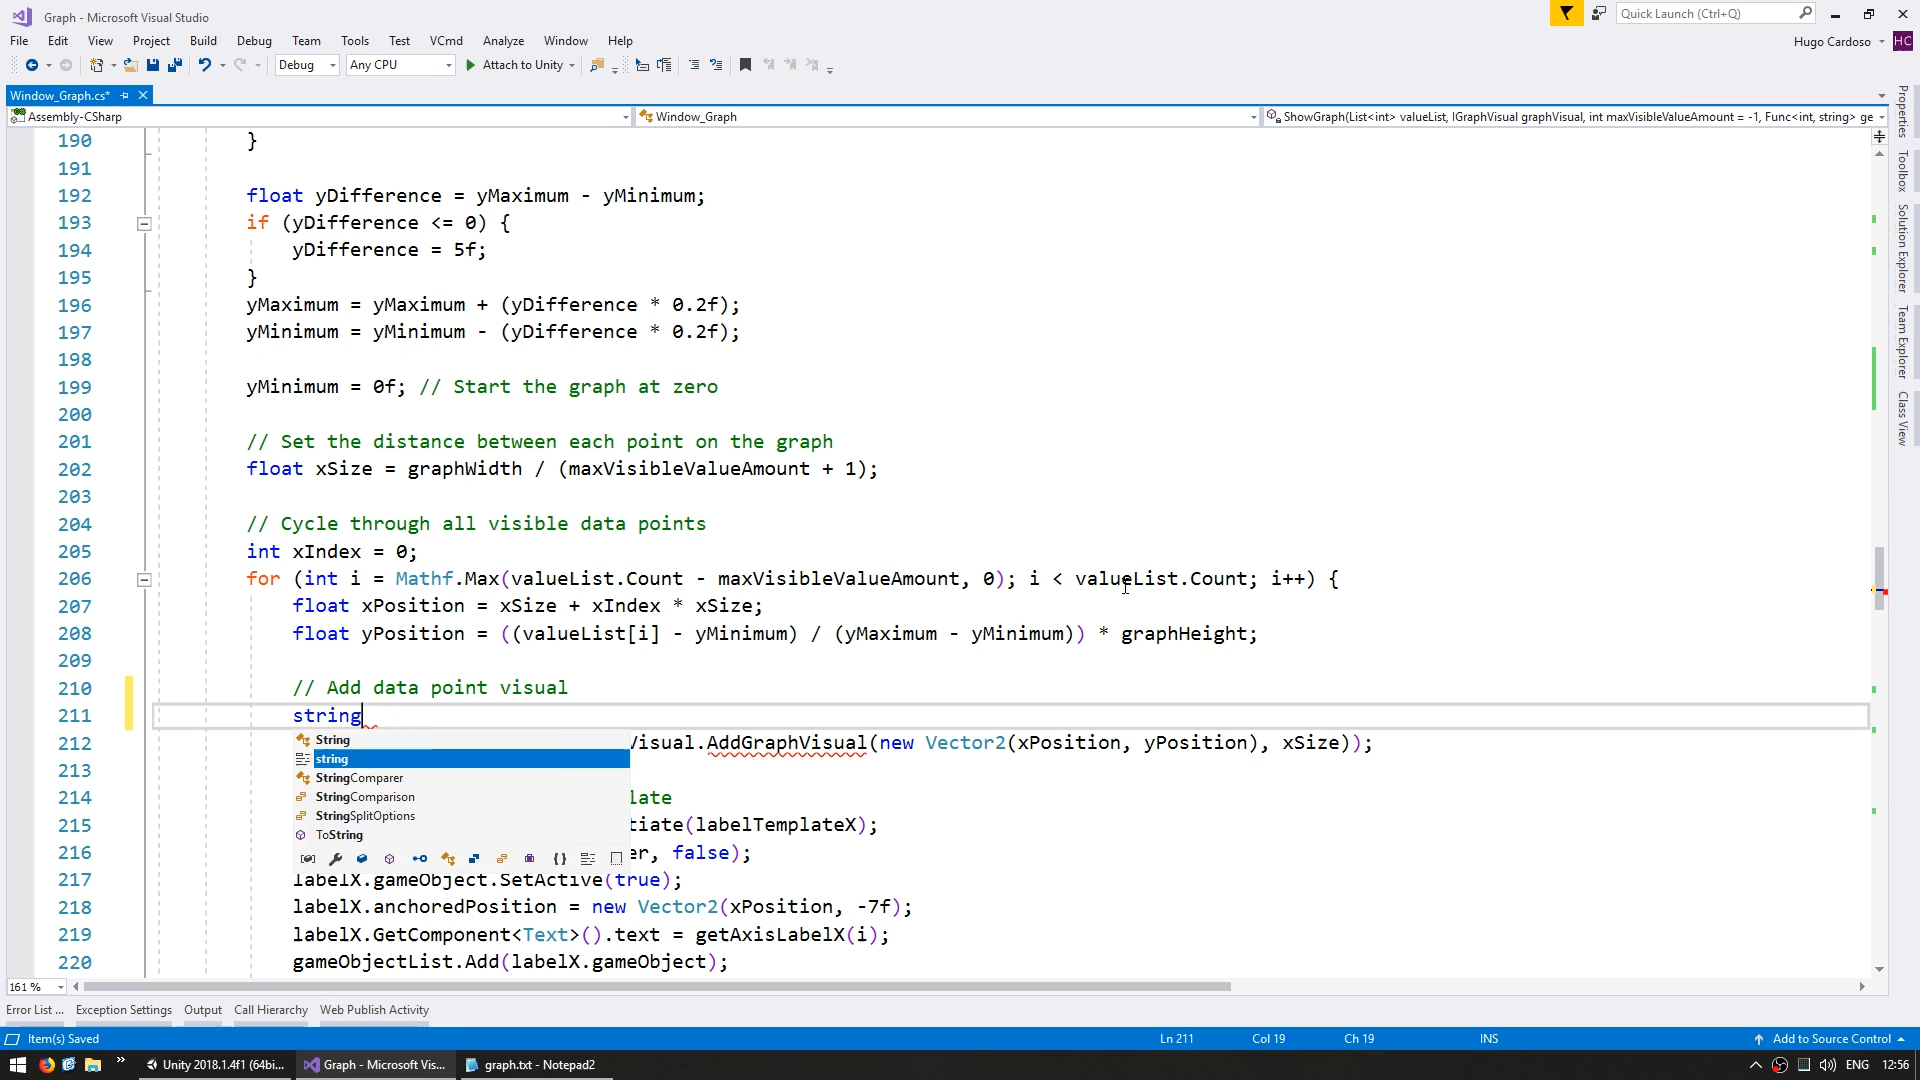 Graph - Microsoft Visual Studio
Quick Launch (Ctrl+Q)
File Edit View Project Build Debug Team Tools Test VCmd Analyze Window Help
Hugo Cardoso HC
Debug Any CPU Attach to Unity
Window_Graph.cs*
Assembly-CSharp Window_Graph ShowGraph(List<int> valueList, IGraphVisual graphVisual, int maxVisibleValueAmount = -1, Func<int, string> ge
190 }
191
192 float yDifference = yMaximum - yMinimum;
193 if (yDifference <= 0) {
194 yDifference = 5f;
195 }
196 yMaximum = yMaximum + (yDifference * 0.2f);
197 yMinimum = yMinimum - (yDifference * 0.2f);
198
199 yMinimum = 0f; // Start the graph at zero
200
201 // Set the distance between each point on the graph
202 float xSize = graphWidth / (maxVisibleValueAmount + 1);
203
204 // Cycle through all visible data points
205 int xIndex = 0;
206 for (int i = Mathf.Max(valueList.Count - maxVisibleValueAmount, 0); i < valueList.Count; i++) {
207 float xPosition = xSize + xIndex * xSize;
208 float yPosition = ((valueList[i] - yMinimum) / (yMaximum - yMinimum)) * graphHeight;
209
210 // Add data point visual
211 string
212 Visual.AddGraphVisual(new Vector2(xPosition, yPosition), xSize));
213
214 late
215 tiate(labelTemplateX);
216 er, false);
217 labelX.gameObject.SetActive(true);
218 labelX.anchoredPosition = new Vector2(xPosition, -7f);
219 labelX.GetComponent<Text>().text = getAxisLabelX(i);
220 gameObjectList.Add(labelX.gameObject);
String
string
StringComparer
StringComparison
StringSplitOptions
ToString
Properties
Toolbox
Solution Explorer
Team Explorer
Class View
161 %
Error List ... Exception Settings Output Call Hierarchy Web Publish Activity
Item(s) Saved Ln 211 Col 19 Ch 19 INS Add to Source Control
Unity 2018.1.4f1 (64bi... Graph - Microsoft Vis... graph.txt - Notepad2 ENG 12:56